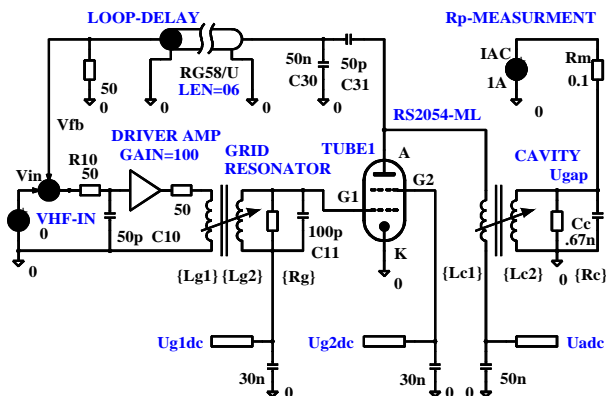 LOOP-DELAY
Rp-MEASURMENT
50
0
RG58/U
LEN=06
0
0
50n
C30
0
50p
C31
IAC
1A
0
Rm
0.1
Vfb
RS2054-ML
DRIVER AMP
GAIN=100
GRID
RESONATOR
TUBE1
CAVITY
Ugap
Vin
R10
50
A
G1
G2
K
VHF-IN
0
50
50p
C10
100p
C11
0
Cc
.67n
0
0
{Lg1}
{Lg2}
{Rg}
{Lc1}
{Lc2}
{Rc}
Ug1dc
Ug2dc
Uadc
30n
0
30n
0
0
50n